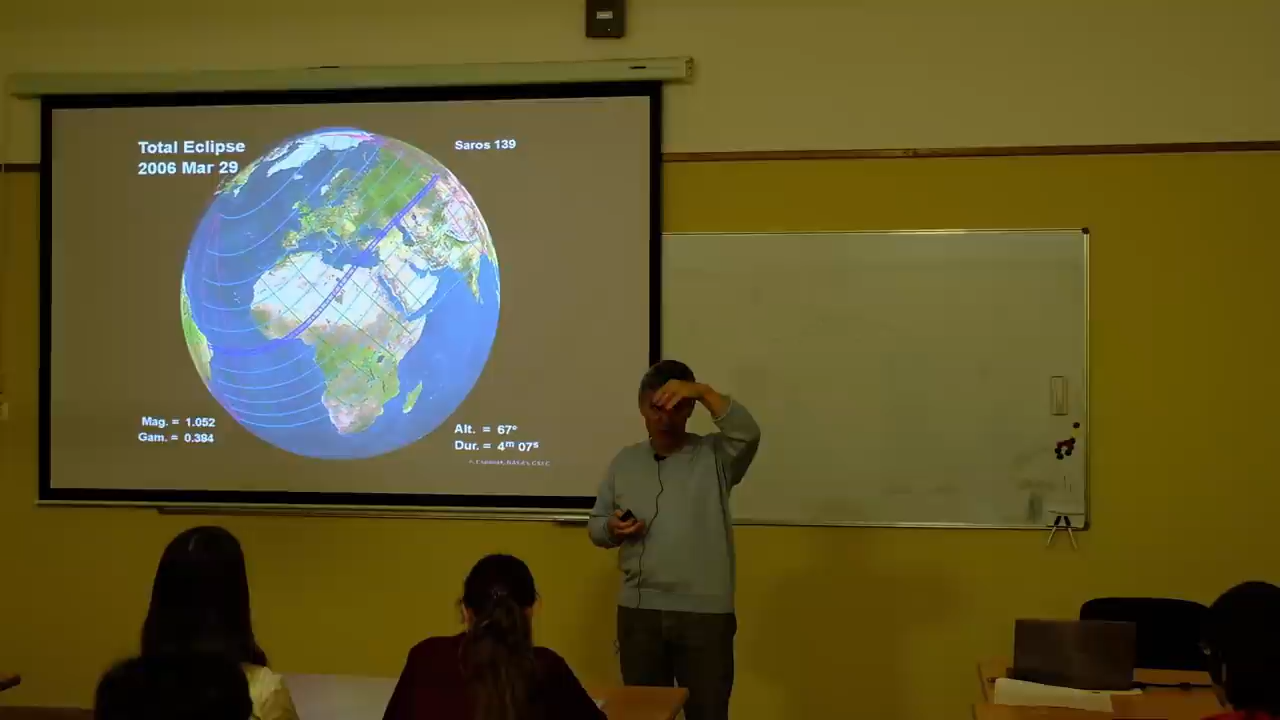 Total Eclipse
2006 Mar 29
Saros 139
Mag. = 1.052
Gam. = 0.384
Alt. = 67°
Dur. = 4m 07s